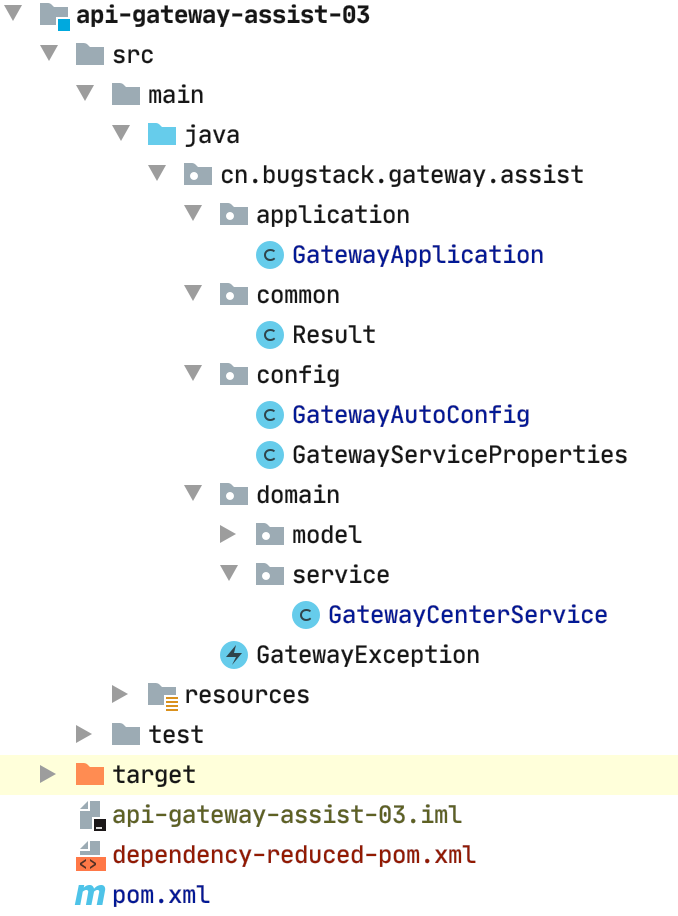 api-gateway-assist-03
src
main
java
cn.bugstack.gateway.assist
application
GatewayApplication
common
Result
config
GatewayAutoConfig
GatewayServiceProperties
domain
model
service
GatewayCenterService
GatewayException
resources
test
target
api-gateway-assist-03.iml
dependency-reduced-pom.xml
pom.xml